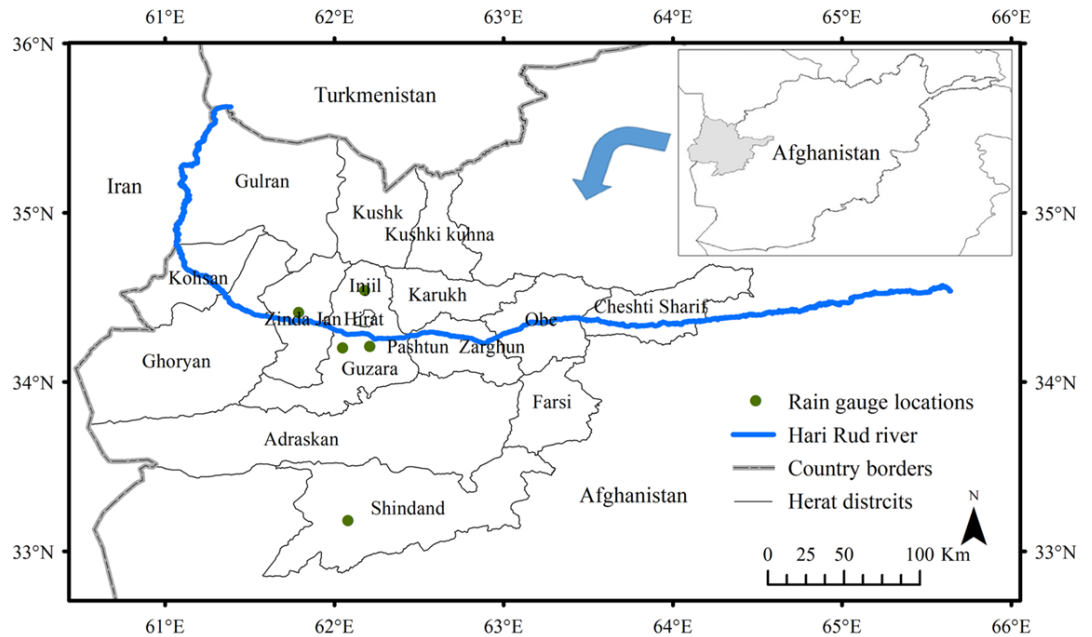 61°E 62°E 63°E 64°E 65°E 66°E
36°N
Turkmenistan
Afghanistan
Iran
Gulran
35°N 35°N
Kushk
Kushki kuhna
Kohsan
Injil
Karukh
Cheshti Sharif
Zinda Jan Hirat
Obe
Pashtun Zarghun
Ghoryan
Guzara
34°N 34°N
Farsi
Rain gauge locations
Adraskan
Hari Rud river
Country borders
Afghanistan
Herat distrcits
Shindand
N
33°N 33°N
0 25 50 100 Km
61°E 62°E 63°E 64°E 65°E 66°E